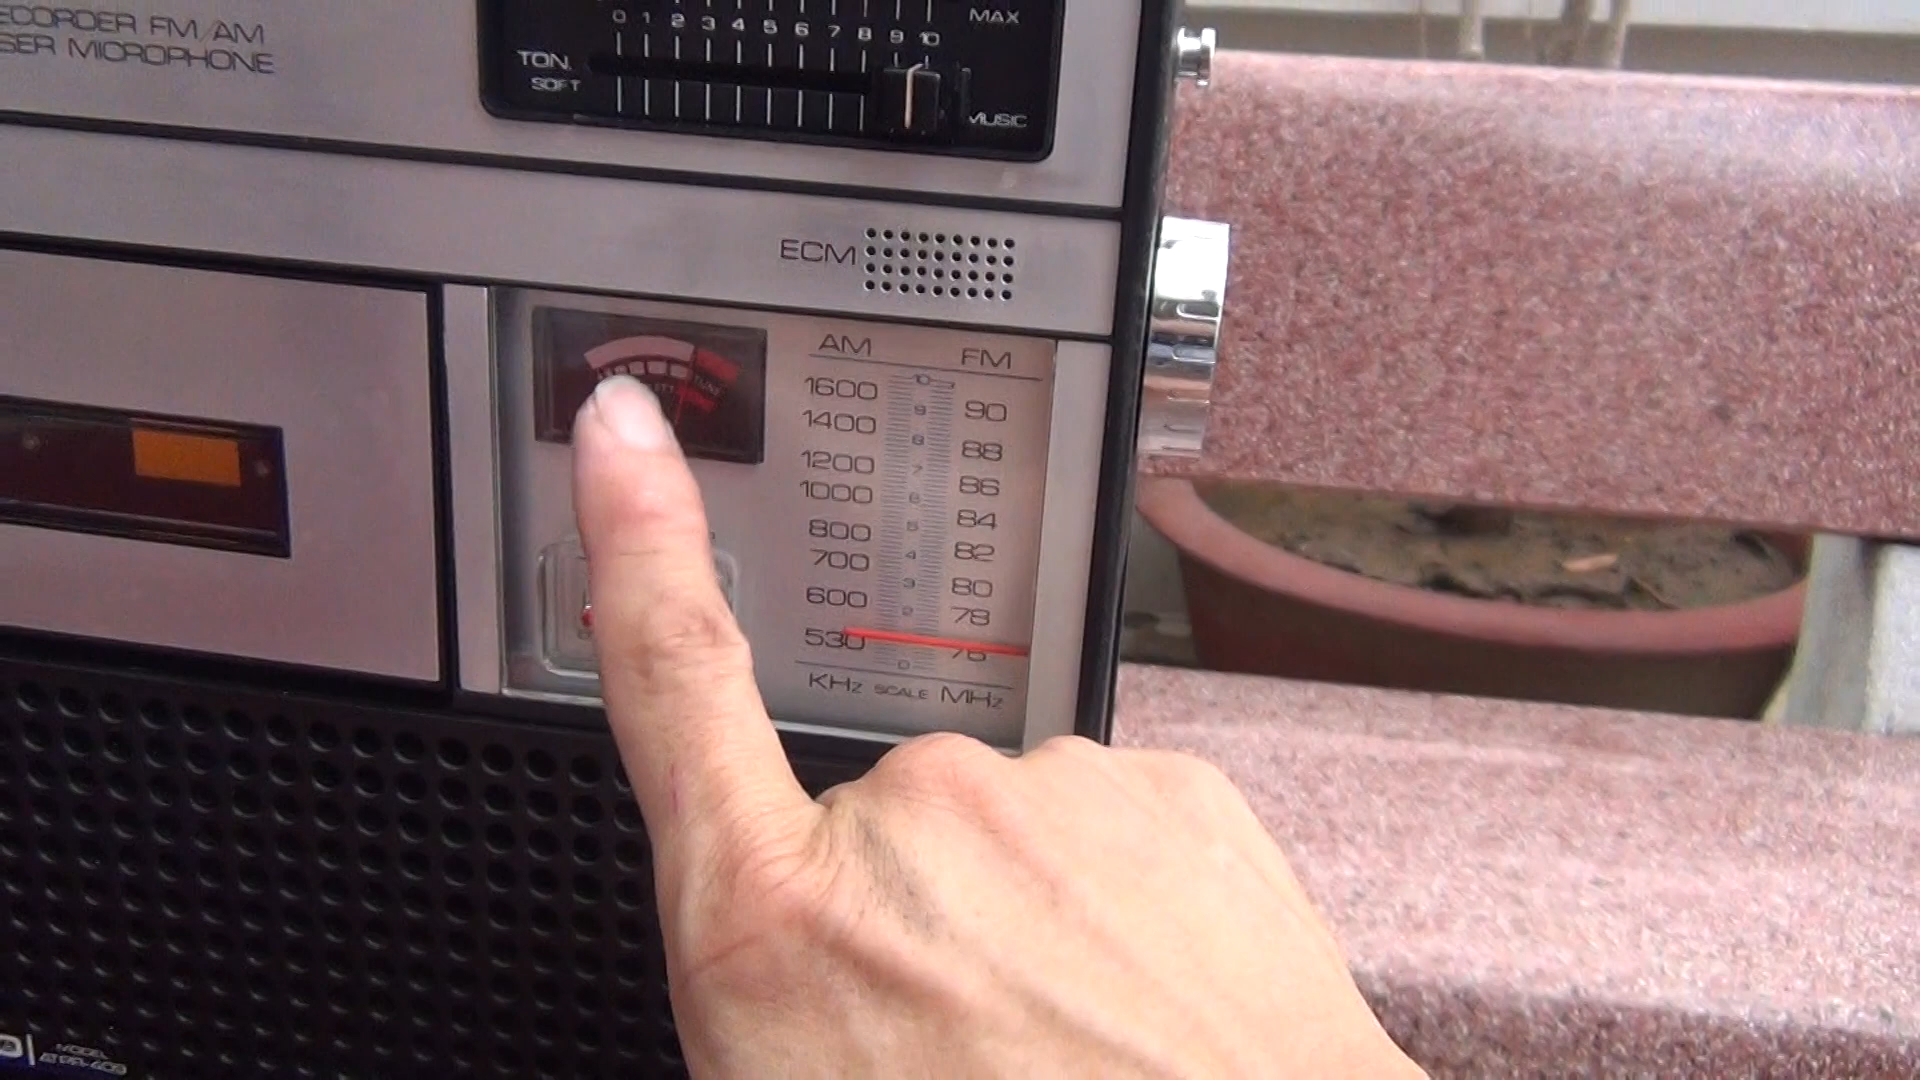 ECORDER FM/AM
SER MICROPHONE
MAX
0 1 2 3 4 5 6 7 8 9 10
TON.
SOFT
MUSIC
ECM
TUNE
AM FM
1600 10 90
1400 9 88
1200 8 86
1000 7 84
800 6 82
700 5 80
600 4 78
530 3 76
2
0
KHz SCALE MHz
MODEL